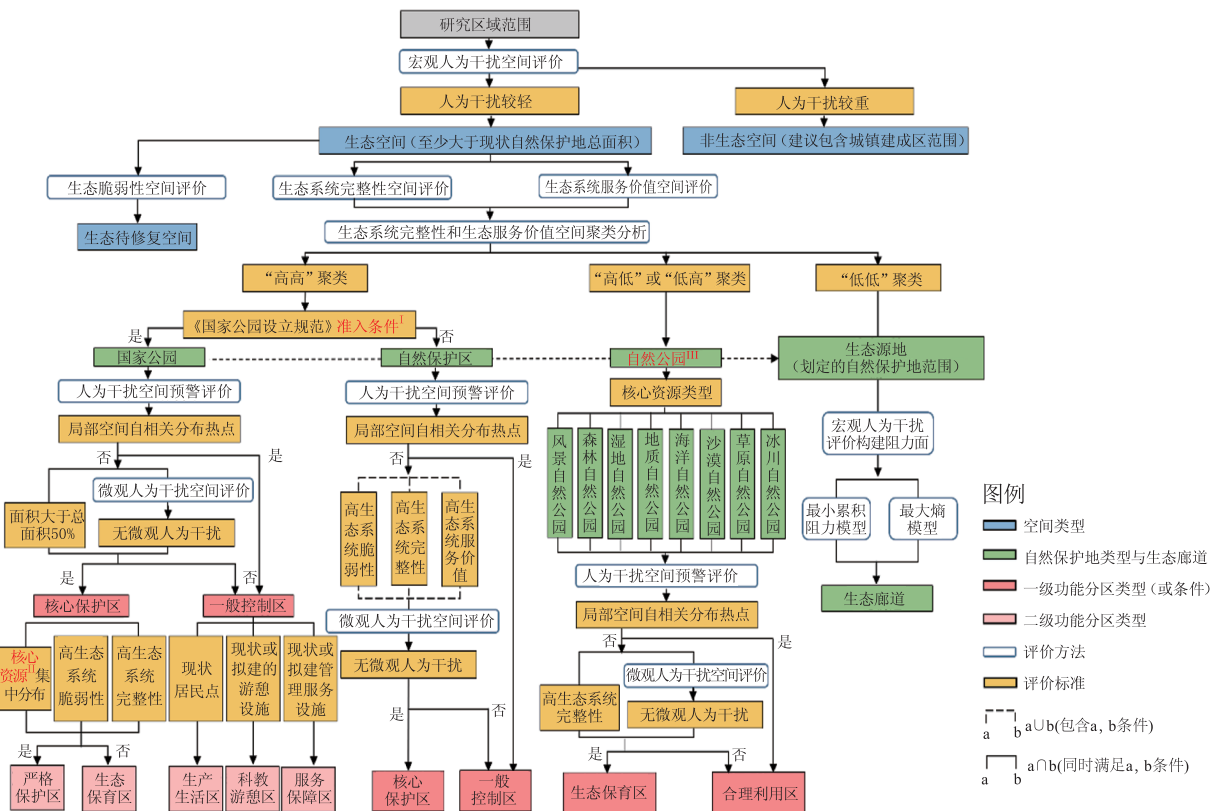 研究区域范围
宏观人为干扰空间评价
人为干扰较轻
人为干扰较重
生态空间(至少大于现状自然保护地总面积)
非生态空间(建议包含城镇建成区范围)
生态脆弱性空间评价
生态系统完整性空间评价
生态系统服务价值空间评价
生态待修复空间
生态系统完整性和生态服务价值空间聚类分析
“高高”聚类
“高低”或“低高”聚类
“低低”聚类
《国家公园设立规范》准入条件I
是
否
国家公园
自然保护区
自然公园III
生态源地
(划定的自然保护地范围)
人为干扰空间预警评价
人为干扰空间预警评价
核心资源类型
局部空间自相关分布热点
局部空间自相关分布热点
风景自然公园
森林自然公园
湿地自然公园
地质自然公园
海洋自然公园
沙漠自然公园
草原自然公园
冰川自然公园
宏观人为干扰
评价构建阻力面
否
是
否
是
微观人为干扰空间评价
面积大于总
面积50%
无微观人为干扰
高生态系统脆弱性
高生态系统完整性
高生态系统服务价值
最小累积
阻力模型
最大熵
模型
人为干扰空间预警评价
是
否
核心保护区
一般控制区
生态廊道
微观人为干扰空间评价
局部空间自相关分布热点
否
是
核心
资源II集
中分布
高生态
系统
脆弱性
高生态
系统
完整性
现状
居民点
现状或
拟建的
游憩
设施
现状或
拟建管
理服务
设施
无微观人为干扰
微观人为干扰空间评价
高生态系统
完整性
无微观人为干扰
是
否
是
否
是
否
严格
保护区
生态
保育区
生产
生活区
科教
游憩区
服务
保障区
核心
保护区
一般
控制区
生态保育区
合理利用区
图例
空间类型
自然保护地类型与生态廊道
一级功能分区类型(或条件)
二级功能分区类型
评价方法
评价标准
a b a∪b(包含a, b条件)
a b a∩b(同时满足a, b条件)